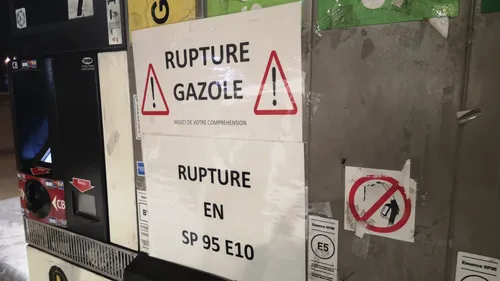 G
RUPTURE
GAZOLE
MERCI DE VOTRE COMPREHENSION
RUPTURE
EN
SP 95 E10
CB
E5